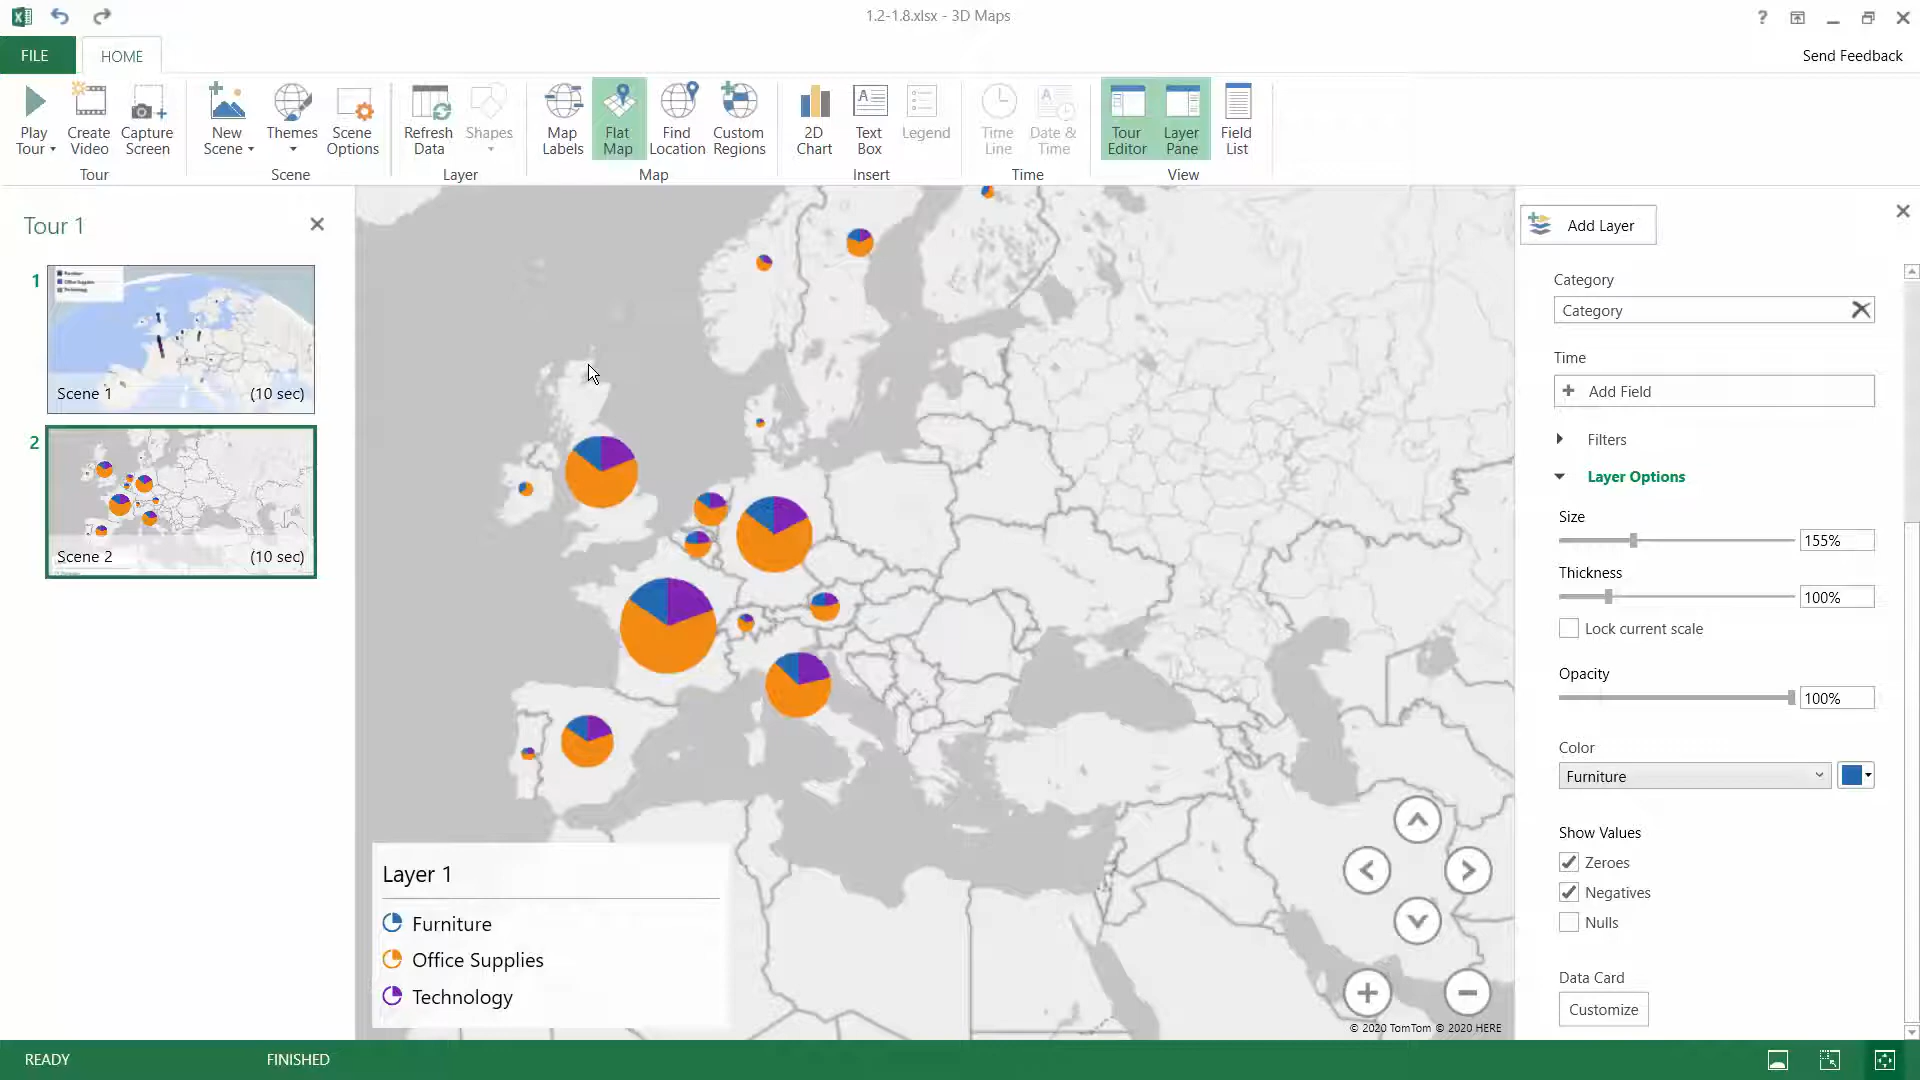 1.2-1.8.xlsx - 3D Maps
FILE
HOME
Send Feedback
Play Tour
Create Video
Capture Screen
New Scene
Themes
Scene Options
Refresh Data
Shapes
Map Labels
Flat Map
Find Location
Custom Regions
2D Chart
Text Box
Legend
Time Line
Date & Time
Tour Editor
Layer Pane
Field List
Tour
Scene
Layer
Map
Insert
Time
View
Tour 1
1
Scene 1 (10 sec)
2
Scene 2 (10 sec)
Layer 1
Furniture
Office Supplies
Technology
© 2020 TomTom © 2020 HERE
Add Layer
Category
Category
Time
Add Field
Filters
Layer Options
Size
155%
Thickness
100%
Lock current scale
Opacity
100%
Color
Furniture
Show Values
Zeroes
Negatives
Nulls
Data Card
Customize
READY
FINISHED